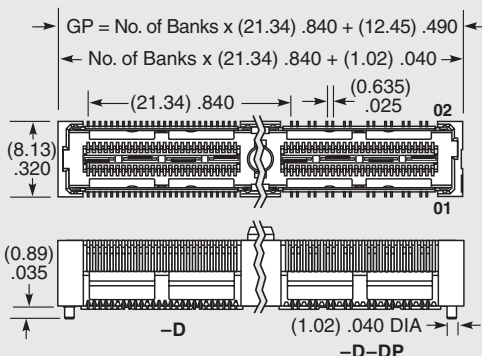 GP = No. of Banks x (21.34) .840 + (12.45) .490
No. of Banks x (21.34) .840 + (1.02) .040
(21.34) .840
(0.635)
.025
02
(8.13)
.320
01
(0.89)
.035
–D
(1.02) .040 DIA
–D–DP